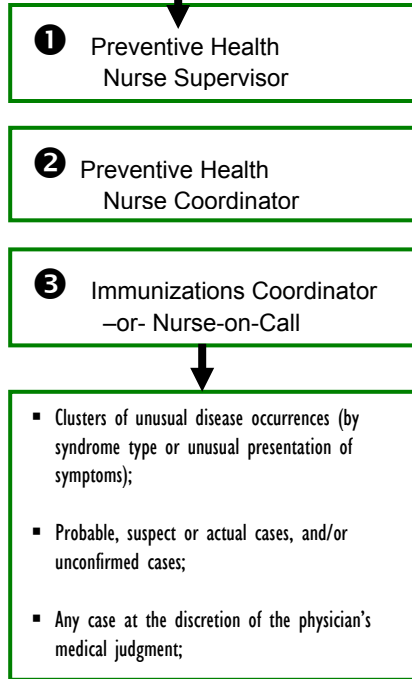 ❶ Preventive Health
Nurse Supervisor
❷ Preventive Health
Nurse Coordinator
❸ Immunizations Coordinator
–or- Nurse-on-Call
▪ Clusters of unusual disease occurrences (by
syndrome type or unusual presentation of
symptoms);
▪ Probable, suspect or actual cases, and/or
unconfirmed cases;
▪ Any case at the discretion of the physician’s
medical judgment;